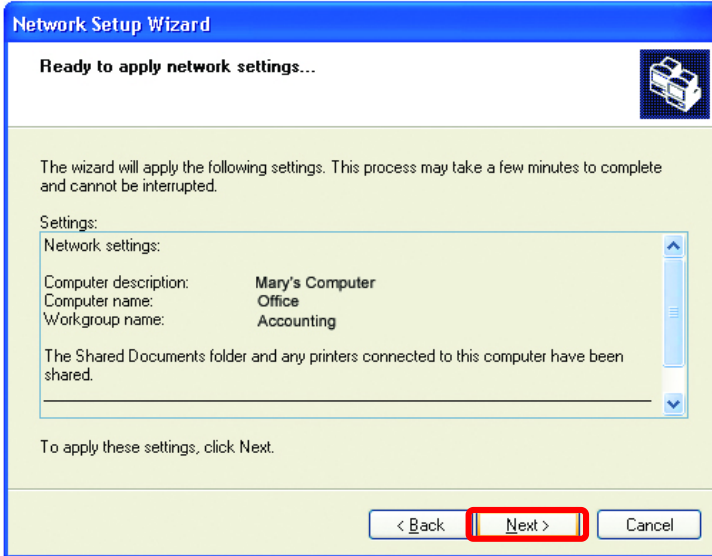 Network Setup Wizard
Ready to apply network settings...
The wizard will apply the following settings. This process may take a few minutes to complete
and cannot be interrupted.
Settings:
Network settings:
Computer description: Mary's Computer
Computer name: Office
Workgroup name: Accounting
The Shared Documents folder and any printers connected to this computer have been
shared.
To apply these settings, click Next.
< Back Next > Cancel